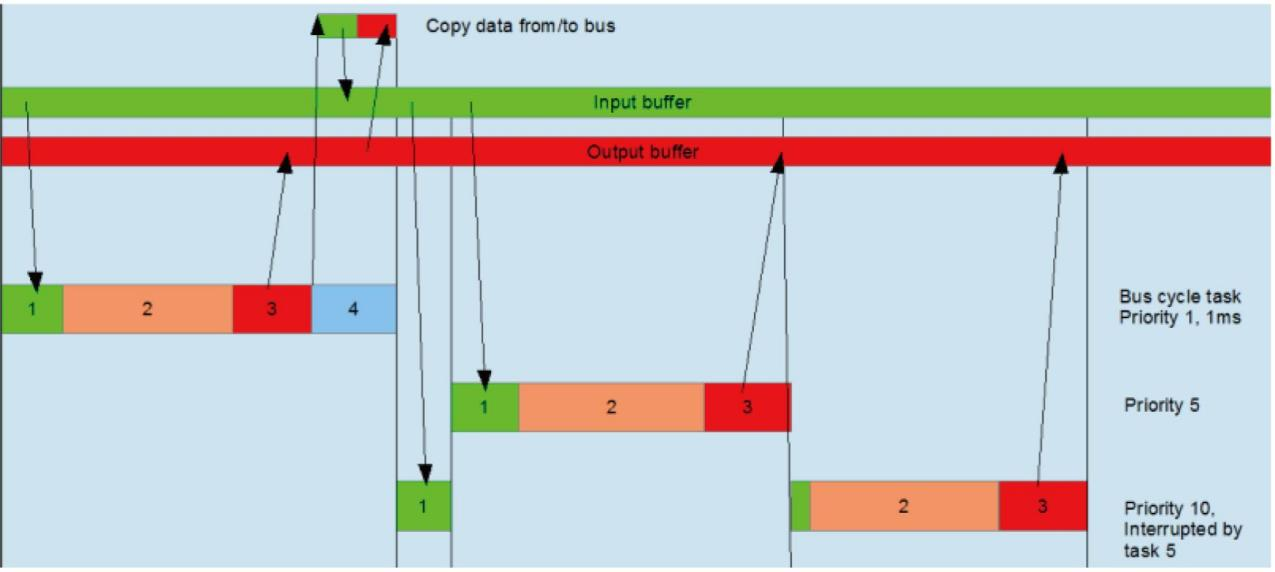 Copy data from/to bus
Input buffer
Output buffer
1
2
3
4
Bus cycle task
Priority 1, 1ms
1
2
3
Priority 5
1
2
3
Priority 10,
Interrupted by
task 5